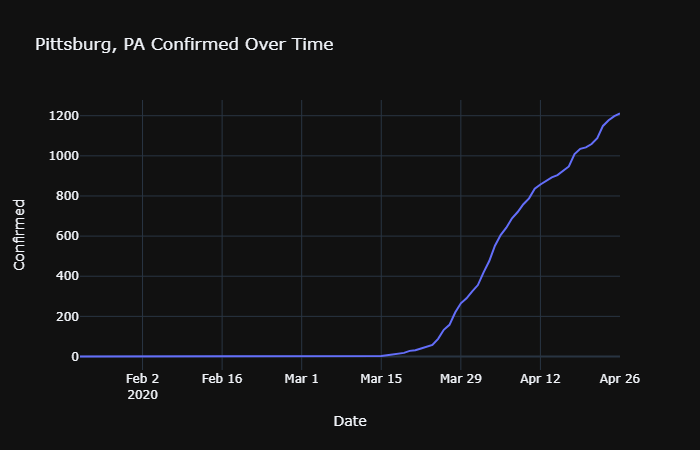 Pittsburg, PA Confirmed Over Time
Confirmed
1200
1000
800
600
400
200
0
Feb 2
2020
Feb 16
Mar 1
Mar 15
Mar 29
Apr 12
Apr 26
Date